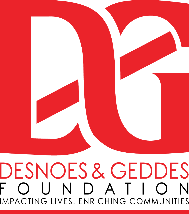 DG
DESNOES & GEDDES
FOUNDATION
IMPACTING LIVES. ENRICHING COMMUNITIES